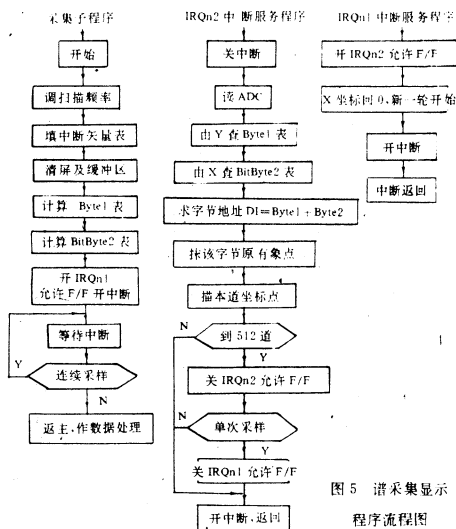 采集子程序
开始
调扫描频率
填中断矢量表
清屏及缓冲区
计算 Byte1 表
计算 BitByte2 表
开 IRQn1
允许 F/F 开中断
等待中断
Y
连续采样
N
返主,作数据处理
IRQn2 中断服务程序
关中断
读 ADC
由 Y 查 Byte1 表
由 X 查 BitByte2 表
求字节地址 DI=Byte1+Byte2
抹该字节原有象点
描本道坐标点
N
到 512 道
Y
关 IRQn2 允许 F/F
N
单次采样
Y
关 IRQn1 允许 F/F
开中断,返回
IRQn1 中断服务程序
开 IRQn2 允许 F/F
X 坐标回 0,新一轮开始
开中断
中断返回
图 5 谱采集显示
程序流程图